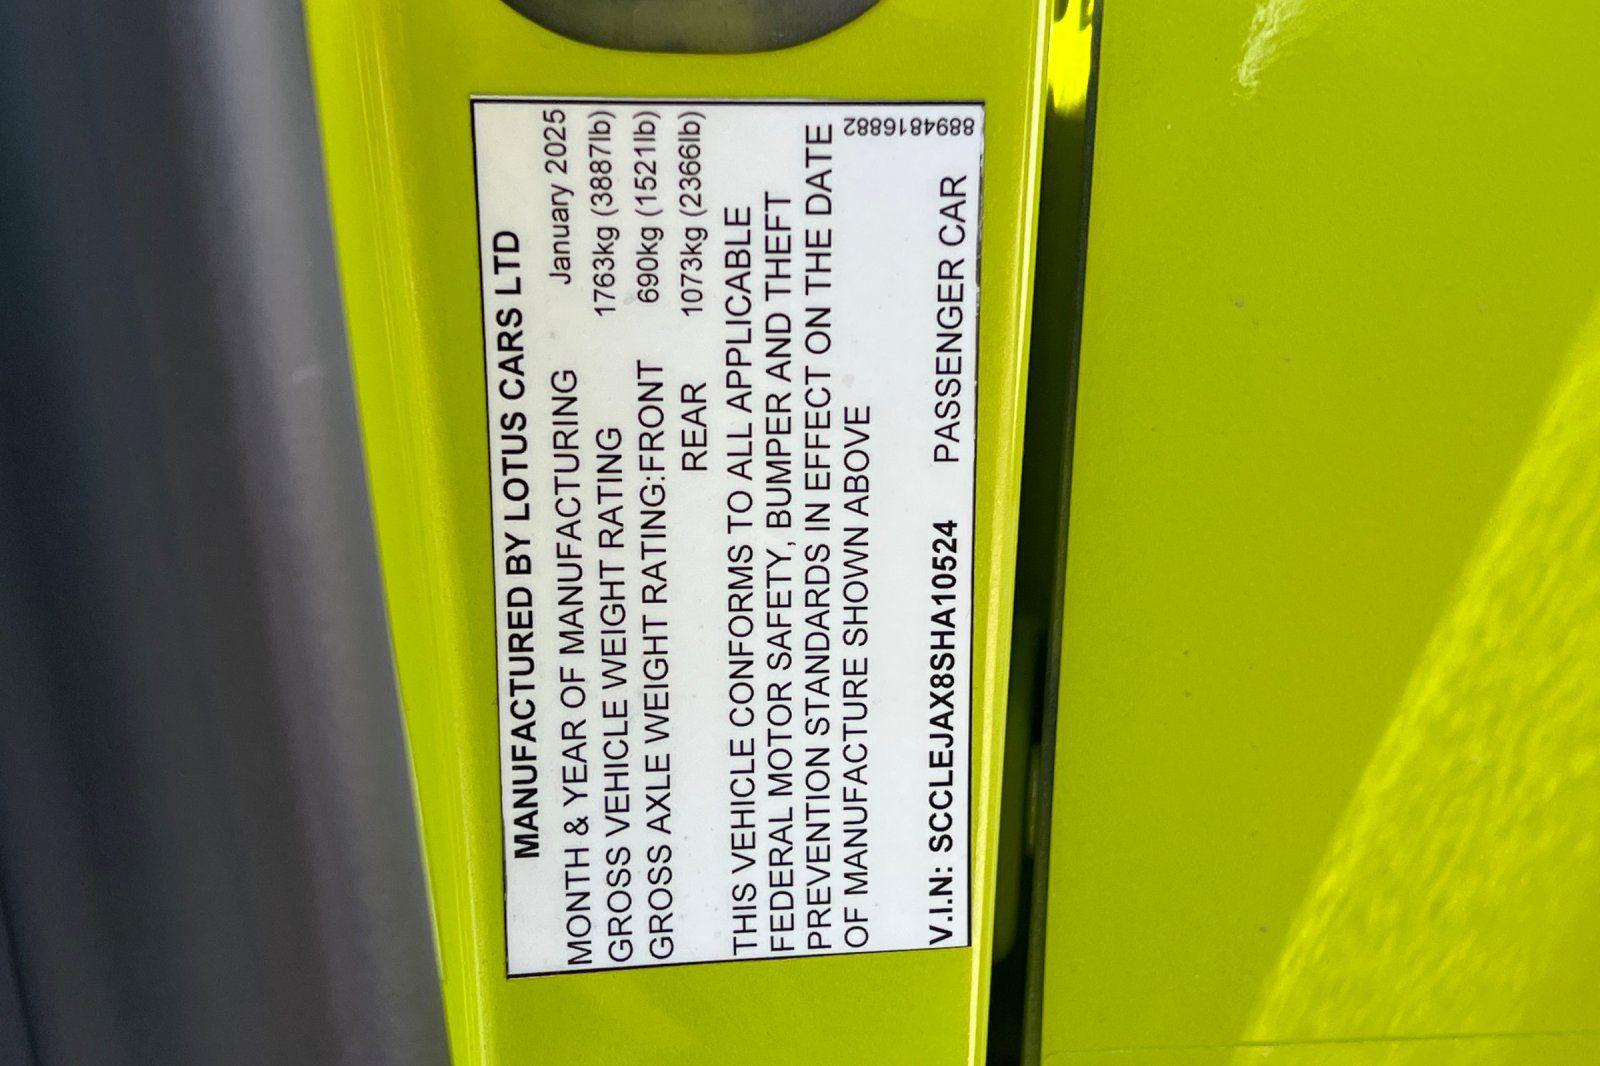 MANUFACTURED BY LOTUS CARS LTD
MONTH & YEAR OF MANUFACTURING January 2025
GROSS VEHICLE WEIGHT RATING 1763kg (3887lb)
GROSS AXLE WEIGHT RATING:FRONT 690kg (1521lb)
REAR 1073kg (2366lb)
THIS VEHICLE CONFORMS TO ALL APPLICABLE
FEDERAL MOTOR SAFETY, BUMPER AND THEFT
PREVENTION STANDARDS IN EFFECT ON THE DATE
OF MANUFACTURE SHOWN ABOVE
V.I.N: SCCLEJAX8SHA10524 PASSENGER CAR
8894816882